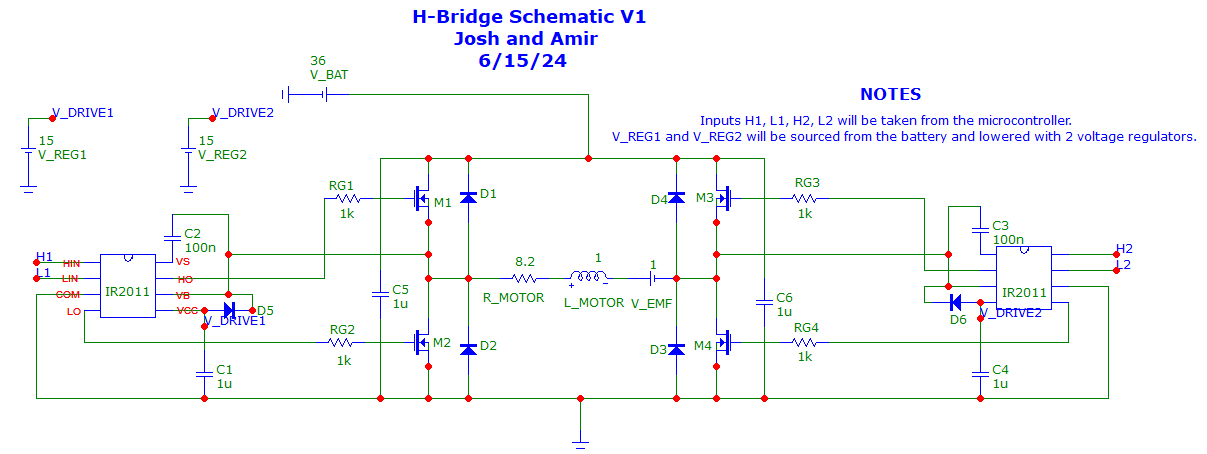 H-Bridge Schematic V1
Josh and Amir
6/15/24
36
V_BAT
NOTES
Inputs H1, L1, H2, L2 will be taken from the microcontroller.
V_REG1 and V_REG2 will be sourced from the battery and lowered with 2 voltage regulators.
V_DRIVE1
15
V_REG1
V_DRIVE2
15
V_REG2
RG1
1k
M1
D1
D4
M3
RG3
1k
C2
100n
H1
L1
HIN
LIN
COM
LO
IR2011
VS
HO
VB
VCC
D5
V_DRIVE1
C1
1u
RG2
1k
M2
D2
C5
1u
8.2
R_MOTOR
1
+
-
L_MOTOR
1
V_EMF
C6
1u
D3
M4
RG4
1k
C3
100n
H2
L2
IR2011
D6
V_DRIVE2
C4
1u